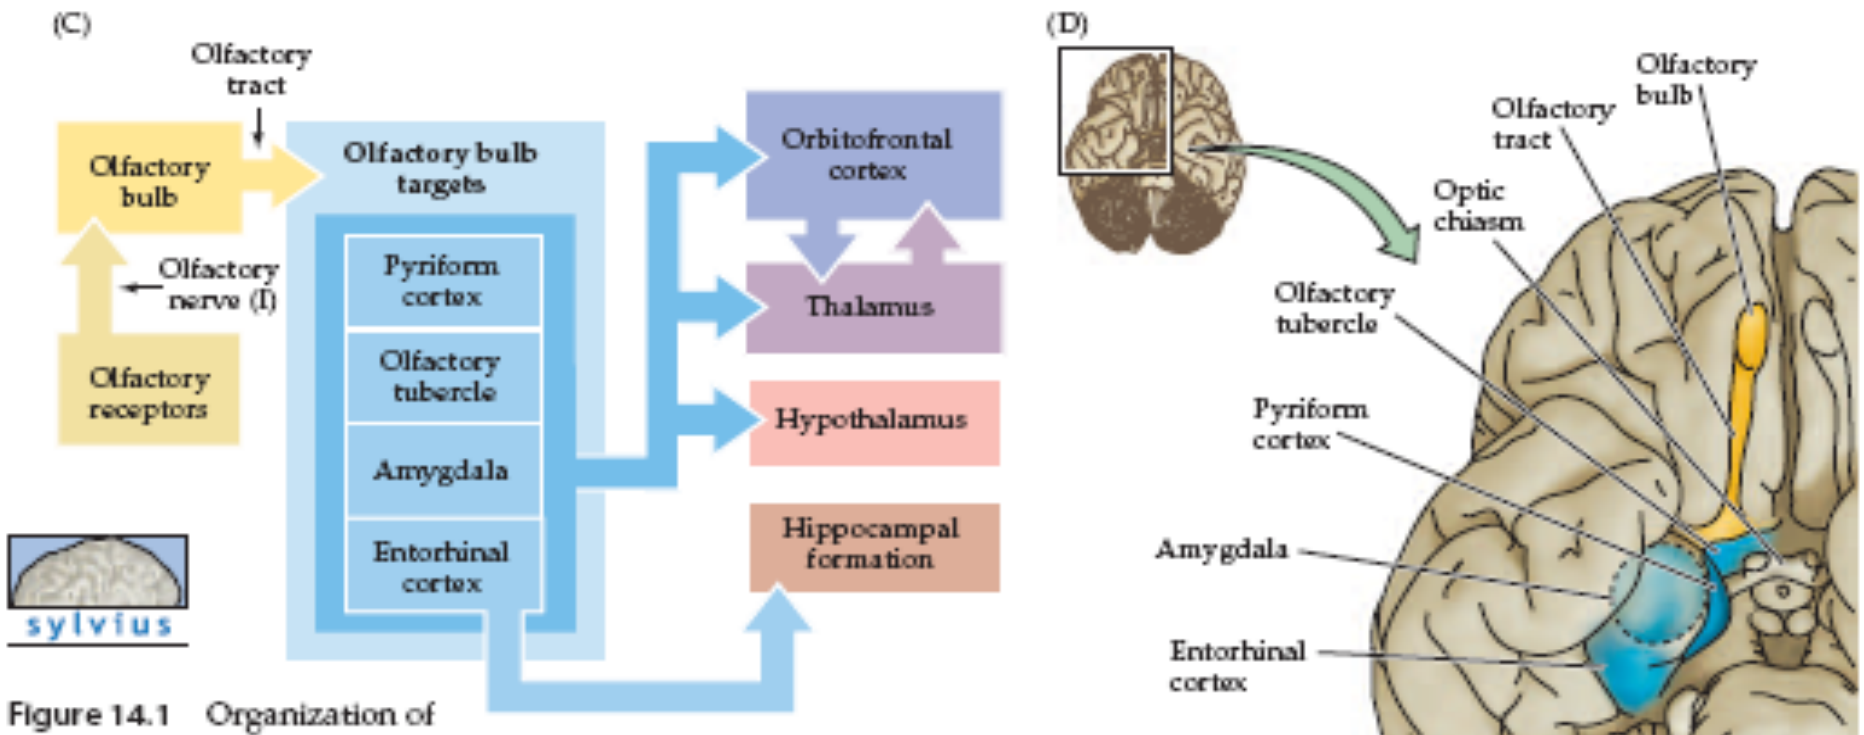 (C)
Olfactory
tract
Olfactory
bulb
Olfactory bulb
targets
Olfactory
nerve (I)
Olfactory
receptors
Pyriform
cortex
Olfactory
tubercle
Amygdala
Entorhinal
cortex
Orbitofrontal
cortex
Thalamus
Hypothalamus
Hippocampal
formation
sylvius
Figure 14.1 Organization of
(D)
Olfactory
bulb
Olfactory
tract
Optic
chiasm
Olfactory
tubercle
Pyriform
cortex
Amygdala
Entorhinal
cortex